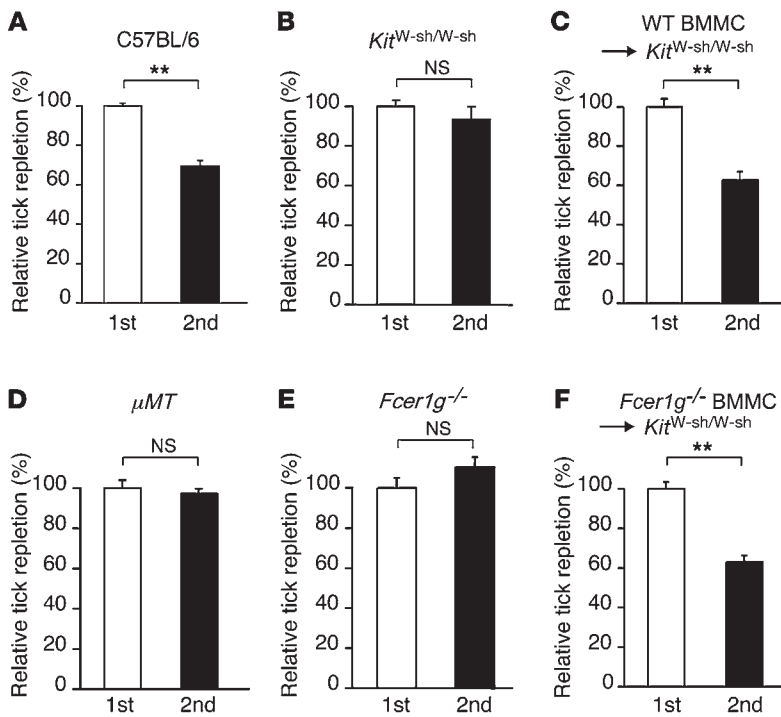 A
C57BL/6
**
Relative tick repletion (%)
100
80
60
40
20
0
1st 2nd
B
Kit^W-sh/W-sh
NS
Relative tick repletion (%)
100
80
60
40
20
0
1st 2nd
C
WT BMMC
→ Kit^W-sh/W-sh
**
Relative tick repletion (%)
100
80
60
40
20
0
1st 2nd
D
µMT
NS
Relative tick repletion (%)
100
80
60
40
20
0
1st 2nd
E
Fcer1g^-/-
NS
Relative tick repletion (%)
100
80
60
40
20
0
1st 2nd
F
Fcer1g^-/- BMMC
→ Kit^W-sh/W-sh
**
Relative tick repletion (%)
100
80
60
40
20
0
1st 2nd